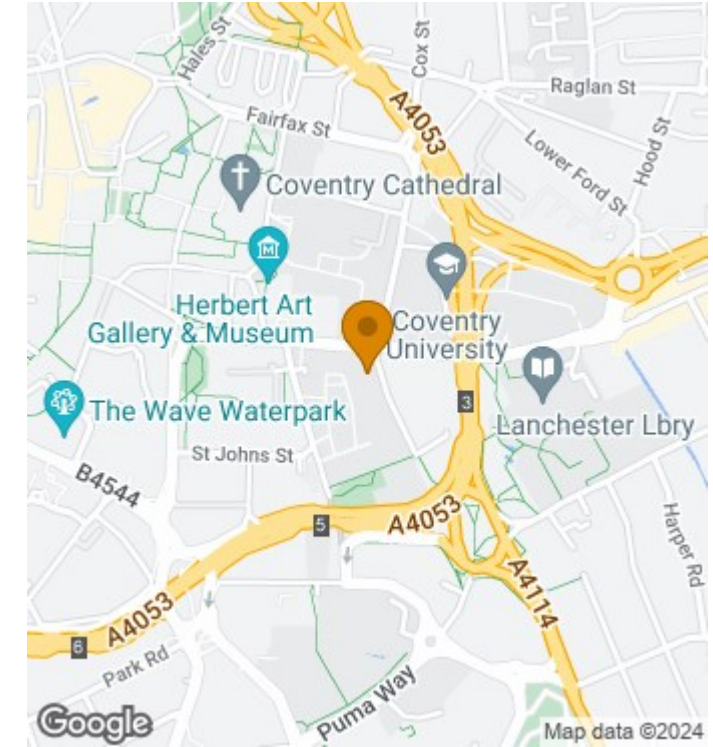 Hales St
Cox St
Raglan St
A4053
Fairfax St
Hood St
Lower Ford St
Coventry Cathedral
M
Herbert Art
Gallery & Museum
Coventry
University
The Wave Waterpark
3
Lanchester Lbry
St Johns St
B4544
A4053
5
Harper Rd
A4114
A4053
6
Park Rd
Puma Way
Google
Map data ©2024